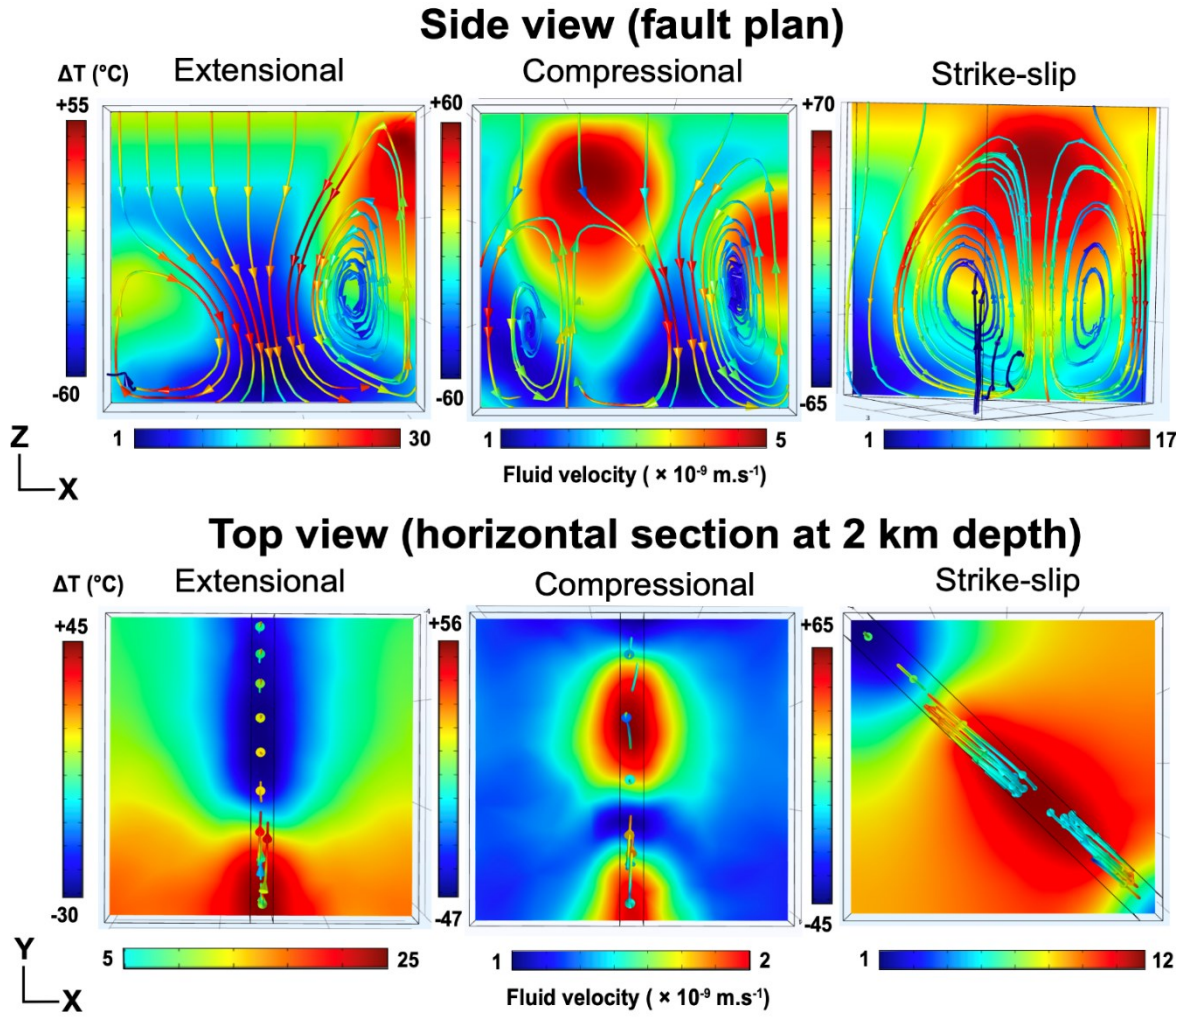 Side view (fault plan)
ΔT (°C) Extensional Compressional Strike-slip
+55 +60 +70
-60 -60 -65
1 30 1 5 1 17
Fluid velocity ( × 10⁻⁹ m.s⁻¹)
Z
X
Top view (horizontal section at 2 km depth)
ΔT (°C) Extensional Compressional Strike-slip
+45 +56 +65
-30 -47 -45
5 25 1 2 1 12
Fluid velocity ( × 10⁻⁹ m.s⁻¹)
Y
X